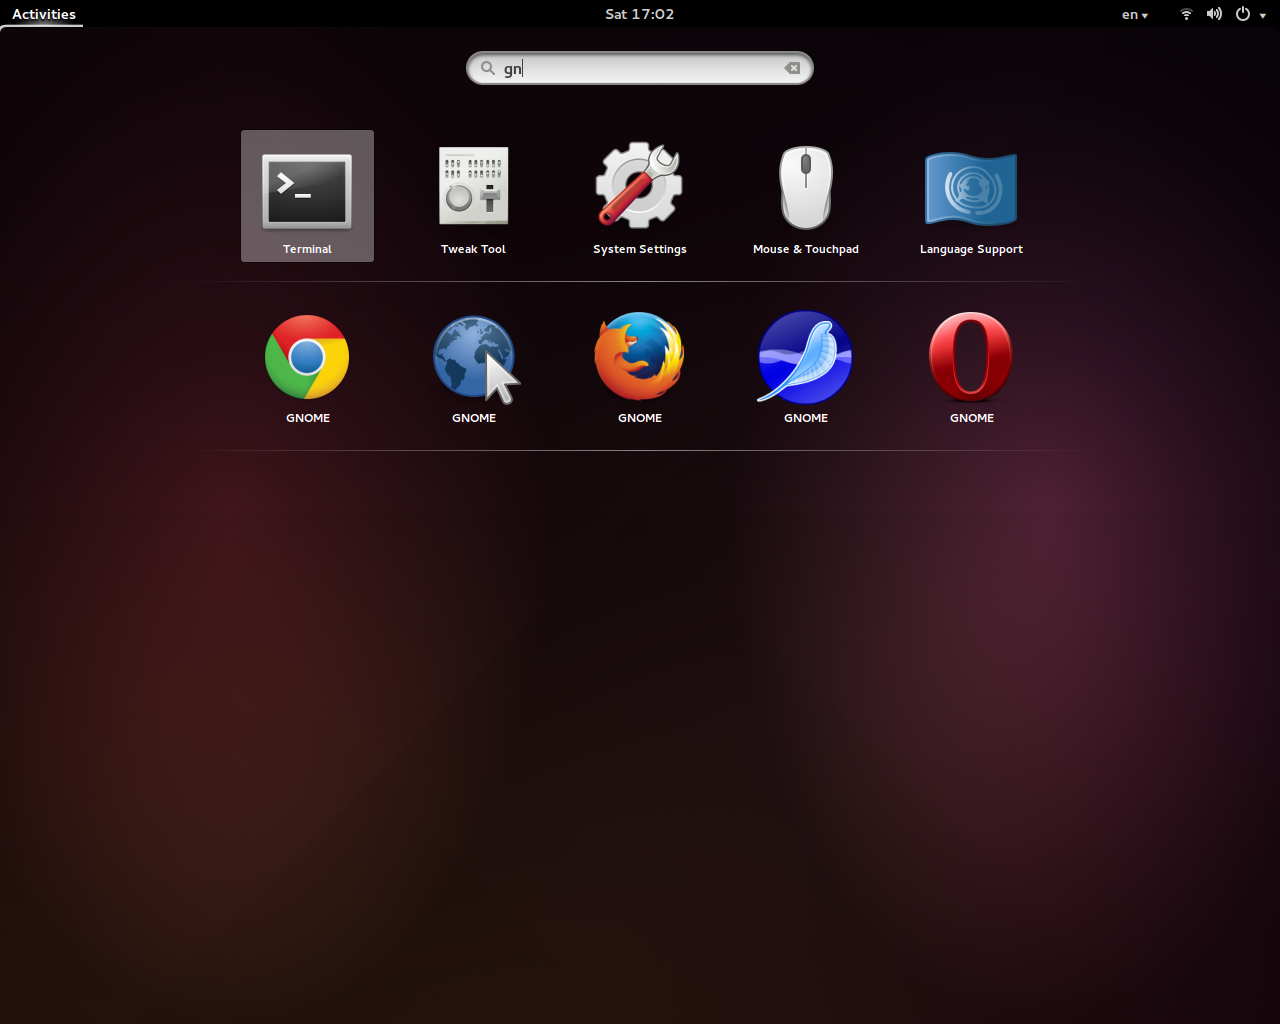 Activities
Sat 17:02
en
gn
Terminal
Tweak Tool
System Settings
Mouse & Touchpad
Language Support
GNOME
GNOME
GNOME
GNOME
GNOME